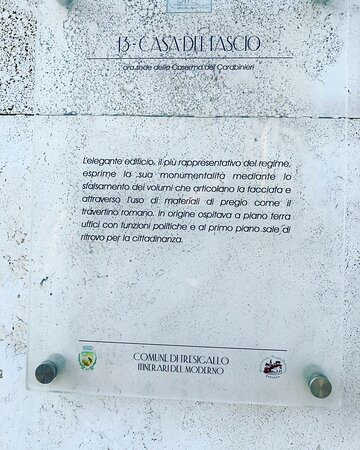 13 - CASA DEL FASCIO
ora sede della Caserma dei Carabinieri
L'elegante edificio, il più rappresentativo del regime,
esprime la sua monumentalità mediante lo
sfalsamento dei volumi che articolano la facciata e
attraverso l'uso di materiali di pregio come il
travertino romano. In origine ospitava a piano terra
uffici con funzioni politiche e al primo piano sale di
ritrovo per la cittadinanza.
COMUNE DI TRESIGALLO
ITINERARI DEL MODERNO